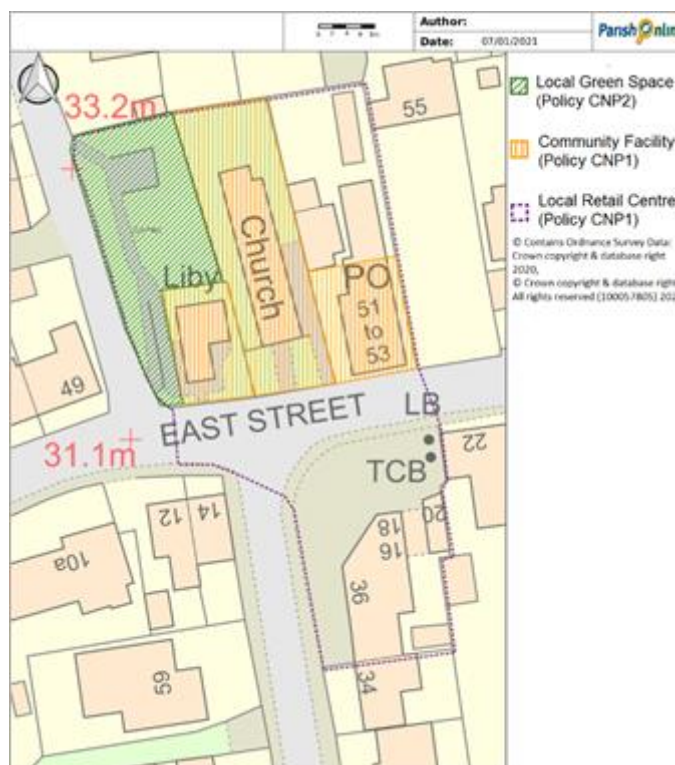 Author:
Date: 07/01/2021
Parish Onlin
33.2m
55
Local Green Space
(Policy CNP2)
Community Facility
(Policy CNP1)
Local Retail Centre
(Policy CNP1)
© Contains Ordnance Survey Data:
Crown copyright & database right
2020,
© Crown copyright & database right
All rights reserved (100057805) 202
Church
Liby
PO
51
to
53
49
EAST STREET
LB
31.1m
TCB
22
12
14
20
18
16
10a
36
59
34